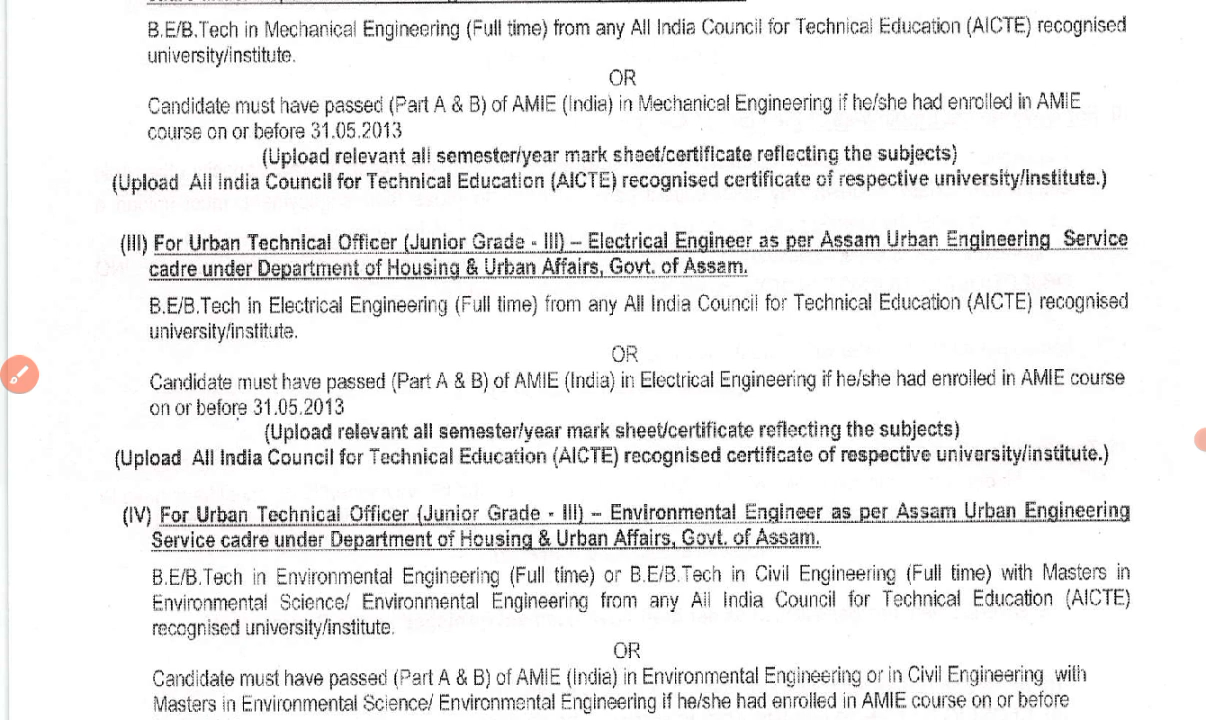 B.E/B.Tech in Mechanical Engineering (Full time) from any All India Council for Technical Education (AICTE) recognised
university/institute.
OR
Candidate must have passed (Part A & B) of AMIE (India) in Mechanical Engineering if he/she had enrolled in AMIE
course on or before 31.05.2013
(Upload relevant all semester/year mark sheet/certificate reflecting the subjects)
(Upload All India Council for Technical Education (AICTE) recognised certificate of respective university/institute.)
(III) For Urban Technical Officer (Junior Grade - III) – Electrical Engineer as per Assam Urban Engineering Service
cadre under Department of Housing & Urban Affairs, Govt. of Assam.
B.E/B.Tech in Electrical Engineering (Full time) from any All India Council for Technical Education (AICTE) recognised
university/institute.
OR
Candidate must have passed (Part A & B) of AMIE (India) in Electrical Engineering if he/she had enrolled in AMIE course
on or before 31.05.2013
(Upload relevant all semester/year mark sheet/certificate reflecting the subjects)
(Upload All India Council for Technical Education (AICTE) recognised certificate of respective university/institute.)
(IV) For Urban Technical Officer (Junior Grade - III) – Environmental Engineer as per Assam Urban Engineering
Service cadre under Department of Housing & Urban Affairs, Govt. of Assam.
B.E/B.Tech in Environmental Engineering (Full time) or B.E/B.Tech in Civil Engineering (Full time) with Masters in
Environmental Science/ Environmental Engineering from any All India Council for Technical Education (AICTE)
recognised university/institute.
OR
Candidate must have passed (Part A & B) of AMIE (India) in Environmental Engineering or in Civil Engineering with
Masters in Environmental Science/ Environmental Engineering if he/she had enrolled in AMIE course on or before